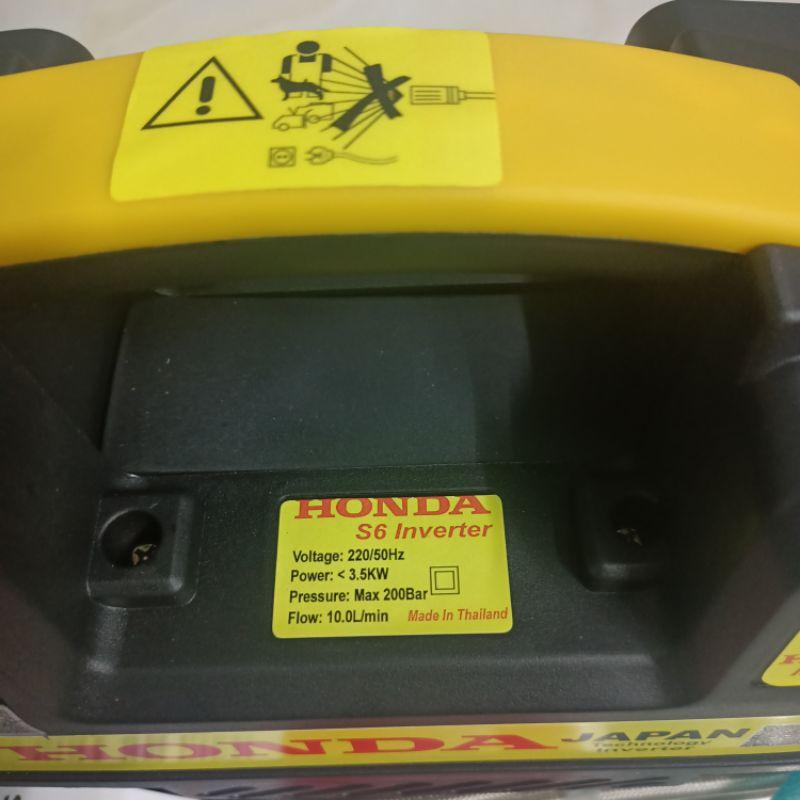 HONDA
S6 Inverter
Voltage: 220/50Hz
Power: < 3.5KW
Pressure: Max 200Bar
Flow: 10.0L/min
Made In Thailand
HONDA
JAPAN
Technology
Inverter